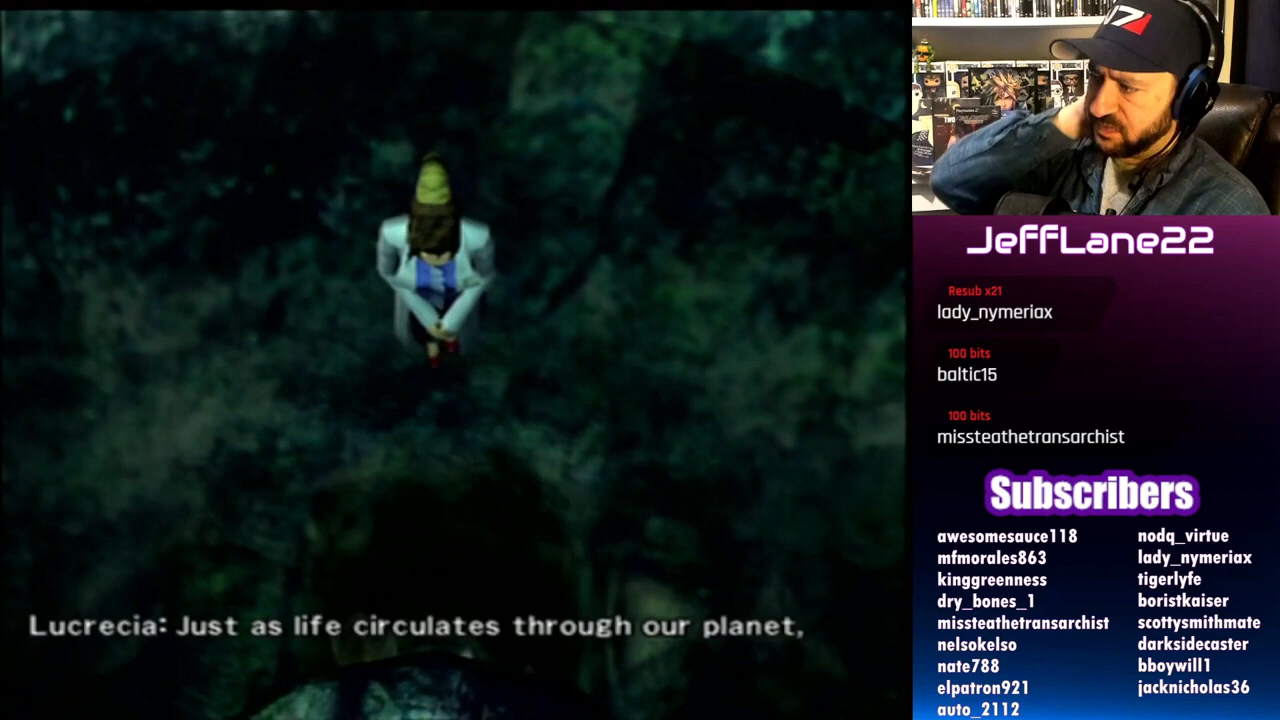 N7
JeffLane22
Resub x21
lady_nymeriax
100 bits
baltic15
100 bits
missteathetransarchist
Subscribers
awesomesauce118
mfmorales863
kinggreenness
dry_bones_1
missteathetransarchist
nelsokelso
nate788
elpatron921
auto_2112
nodq_virtue
lady_nymeriax
tigerlyfe
boristkaiser
scottysmithmate
darksidecaster
bboywill1
jacknicholas36
Lucrecia: Just as life circulates through our planet,